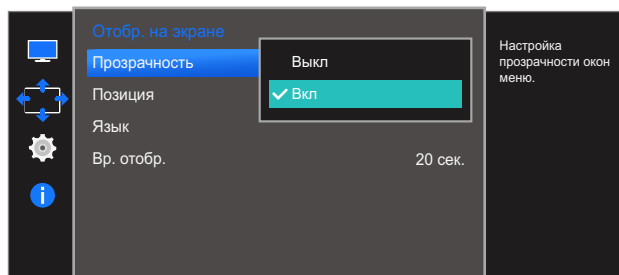 Отобр. на экране
Прозрачность
Выкл
Вкл
Позиция
Язык
Вр. отобр.
20 сек.
Настройка
прозрачности окон
меню.